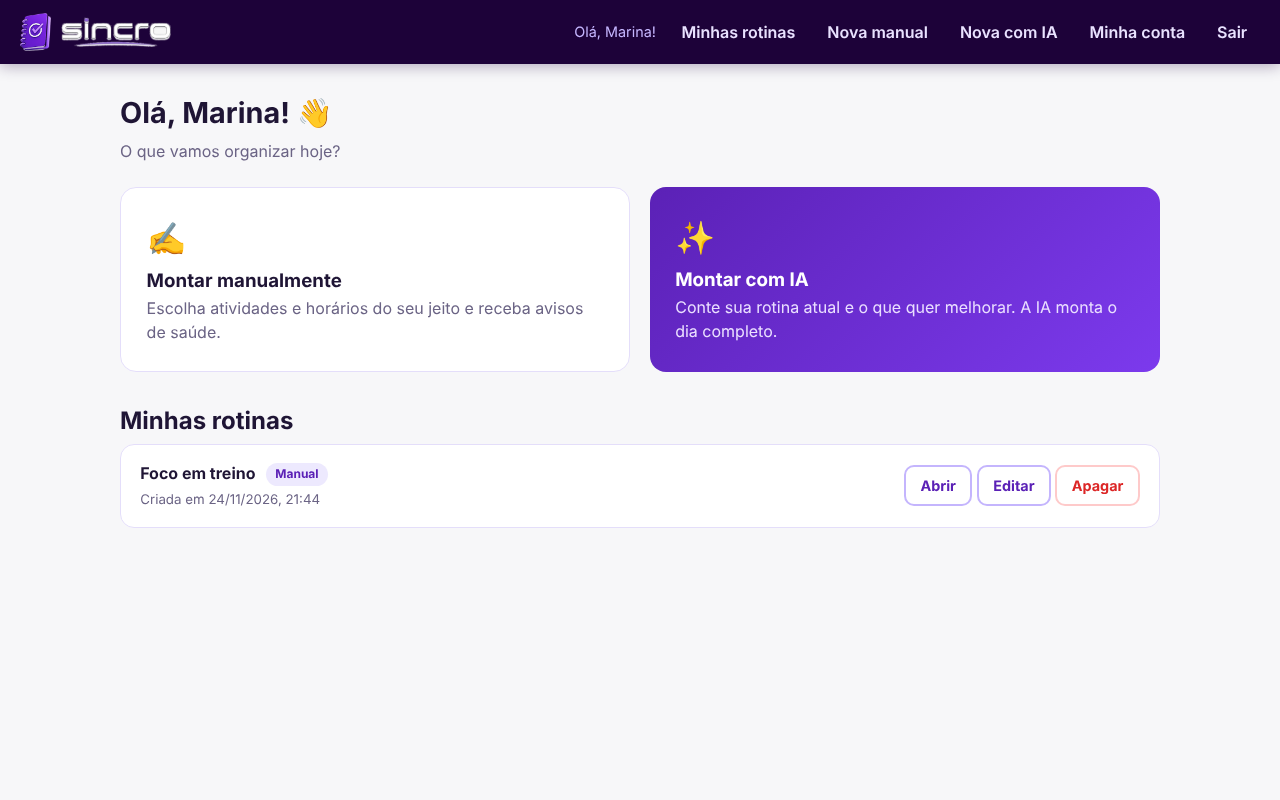 sincro
Olá, Marina!
Minhas rotinas
Nova manual
Nova com IA
Minha conta
Sair
Olá, Marina! 👋
O que vamos organizar hoje?
✍️
Montar manualmente
Escolha atividades e horários do seu jeito e receba avisos
de saúde.
✨
Montar com IA
Conte sua rotina atual e o que quer melhorar. A IA monta o
dia completo.
Minhas rotinas
Foco em treino Manual
Criada em 24/11/2026, 21:44
Abrir
Editar
Apagar